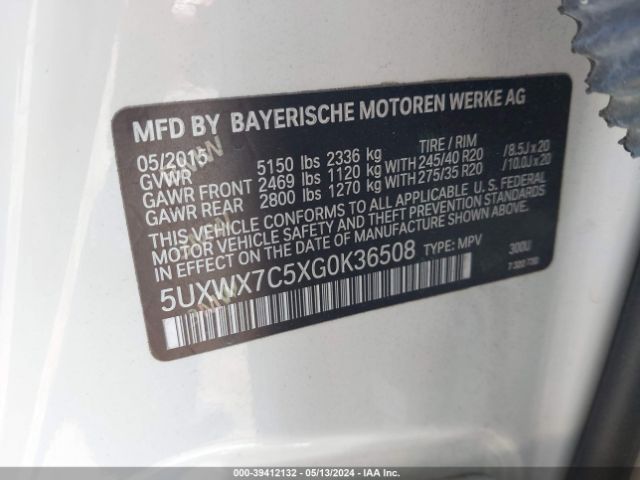 MFD BY BAYERISCHE MOTOREN WERKE AG
05/2015 TIRE / RIM
GVWR 5150 lbs 2336 kg
GAWR FRONT 2469 lbs 1120 kg WITH 245/40 R20 /8.5J x 20
GAWR REAR 2800 lbs 1270 kg WITH 275/35 R20 /10.0J x 20
THIS VEHICLE CONFORMS TO ALL APPLICABLE U. S. FEDERAL
MOTOR VEHICLE SAFETY AND THEFT PREVENTION STANDARDS
IN EFFECT ON THE DATE OF MANUFACTURE SHOWN ABOVE.
5UXWX7C5XG0K36508 TYPE: MPV 300U
000-39412132 - 05/13/2024 - IAA Inc.